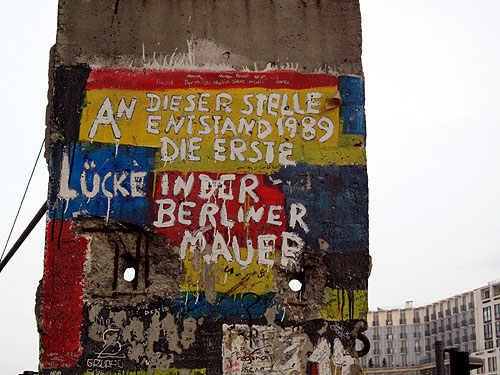 AN DIESER STELLE
ENTSTAND 1989
DIE ERSTE
LÜCKE IN DER
BERLINER
MAUER